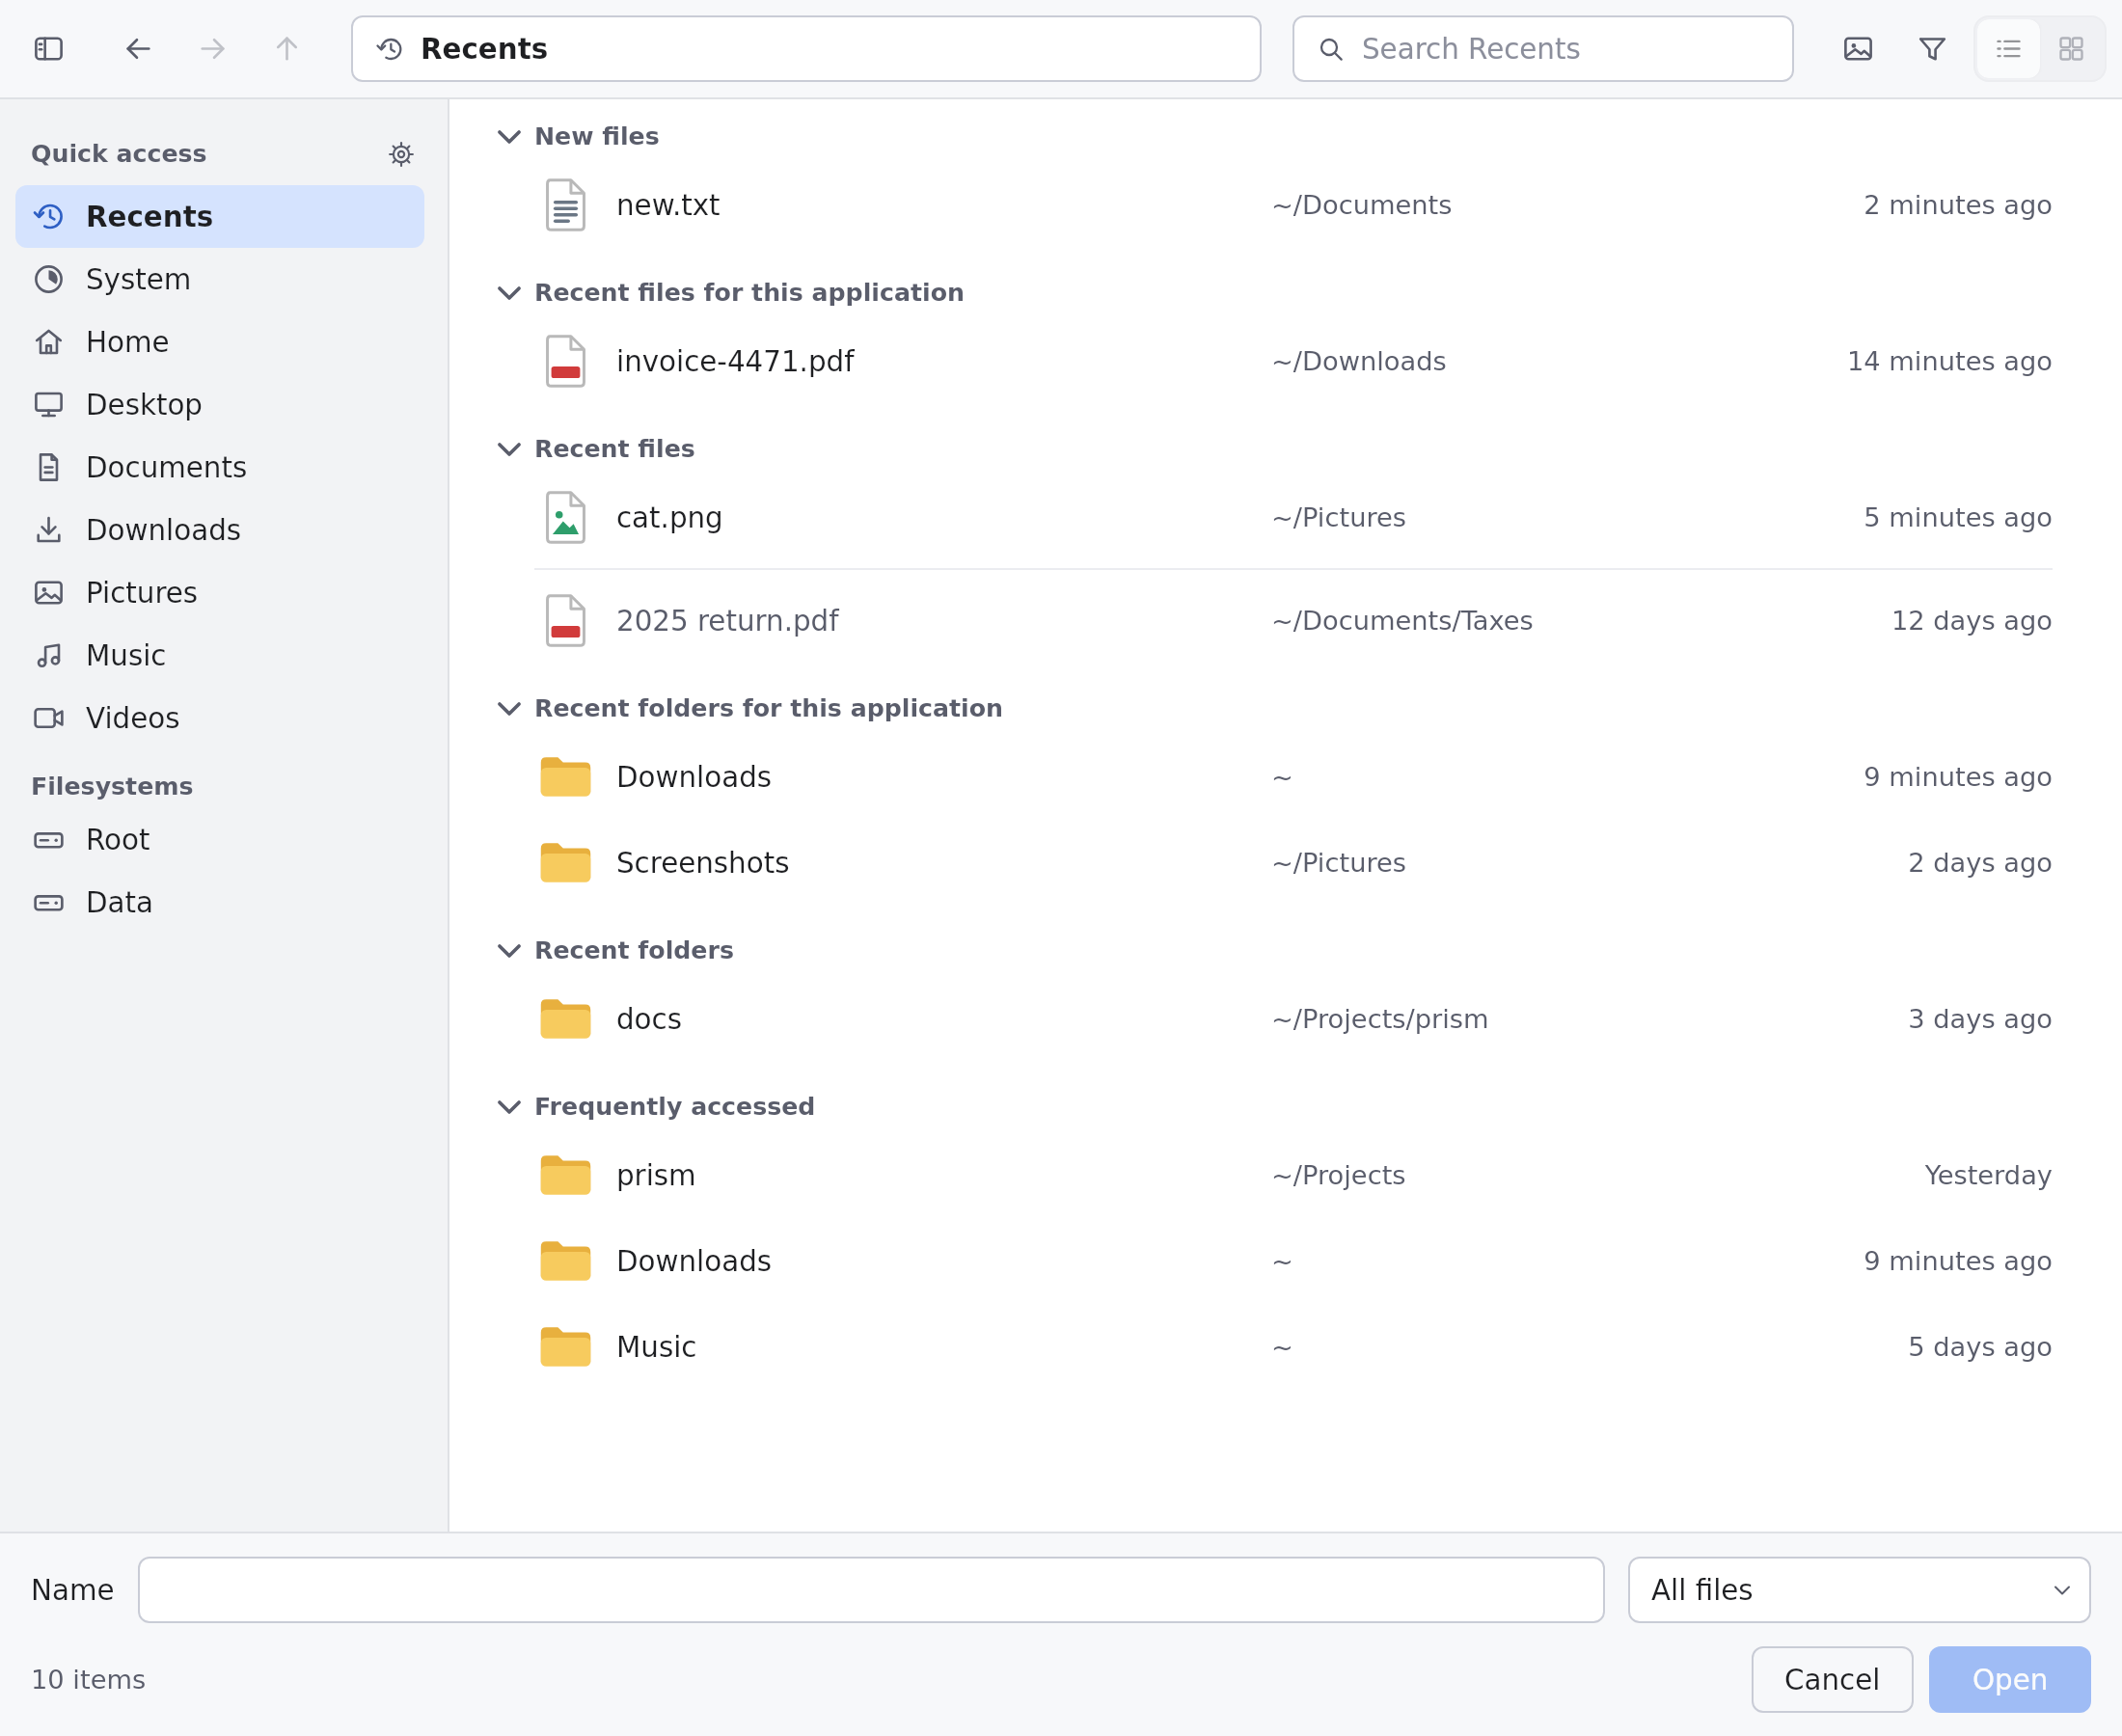 Recents
Search Recents
Quick access
Recents
System
Home
Desktop
Documents
Downloads
Pictures
Music
Videos
Filesystems
Root
Data
New files
new.txt ~/Documents 2 minutes ago
Recent files for this application
invoice-4471.pdf ~/Downloads 14 minutes ago
Recent files
cat.png ~/Pictures 5 minutes ago
2025 return.pdf ~/Documents/Taxes 12 days ago
Recent folders for this application
Downloads ~ 9 minutes ago
Screenshots ~/Pictures 2 days ago
Recent folders
docs ~/Projects/prism 3 days ago
Frequently accessed
prism ~/Projects Yesterday
Downloads ~ 9 minutes ago
Music ~ 5 days ago
Name
All files
10 items
Cancel
Open